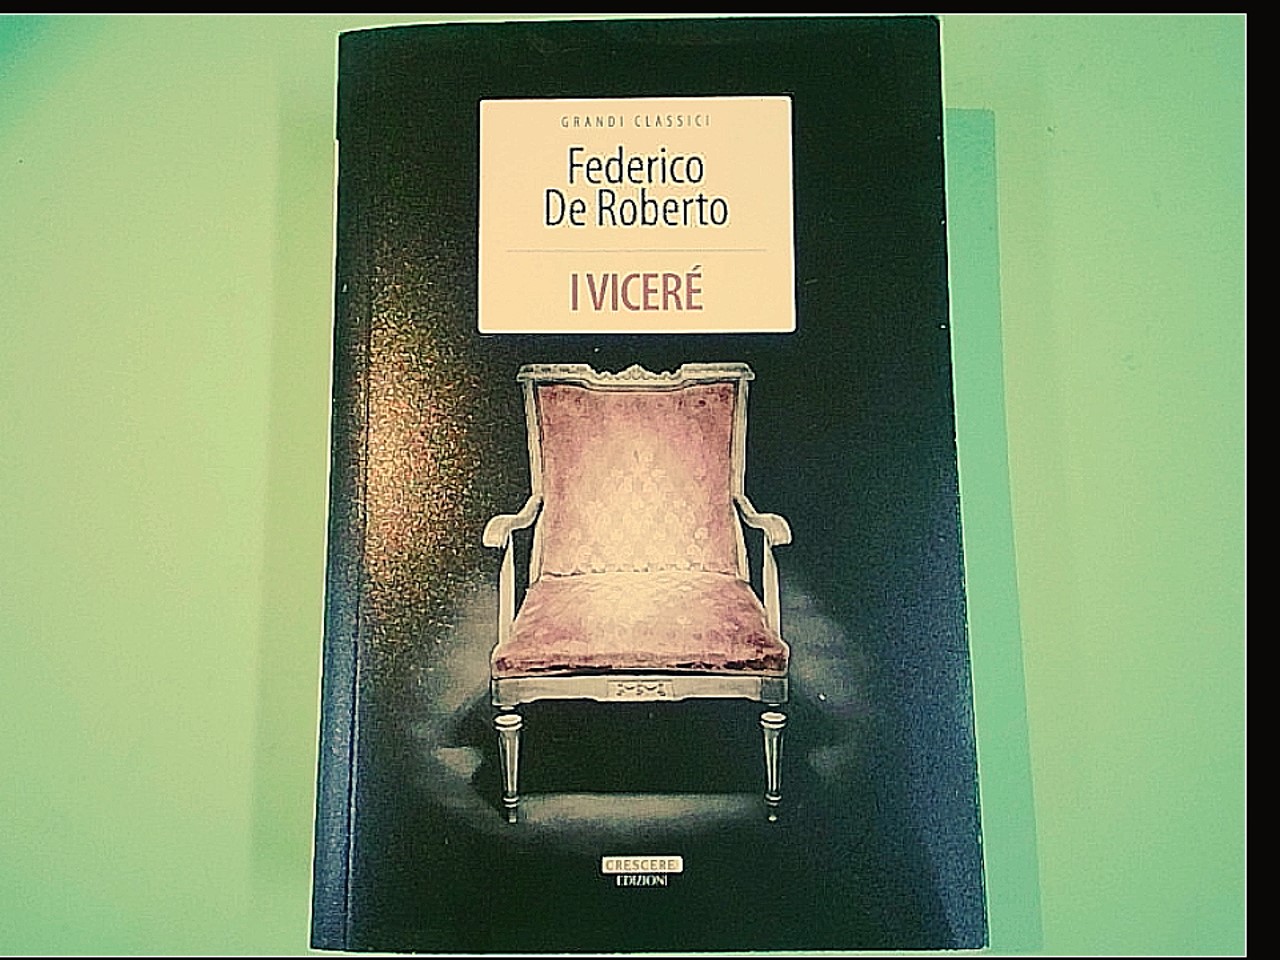 GRANDI CLASSICI
Federico
De Roberto
I VICERÉ
CRESCERE
EDIZIONI